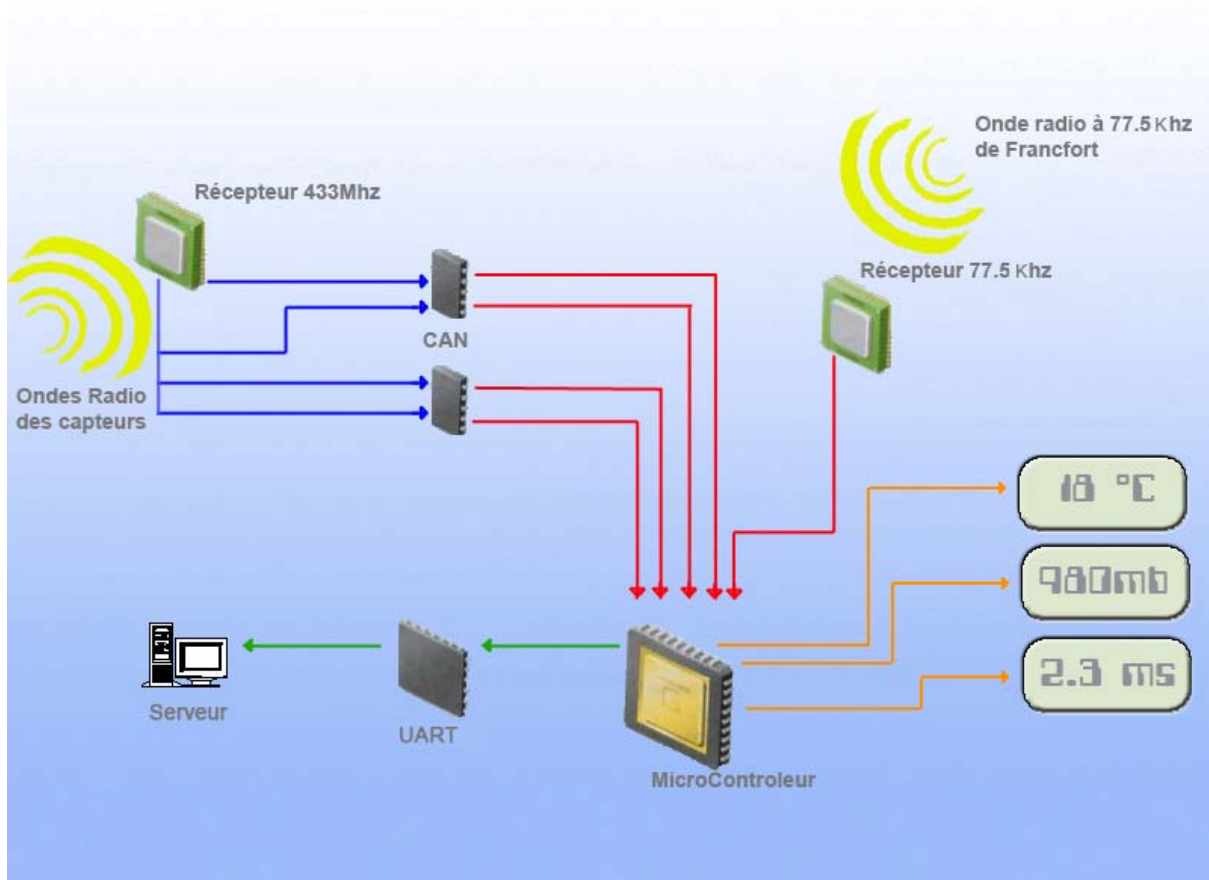 Onde radio à 77.5 Khz
de Francfort
Récepteur 433Mhz
Récepteur 77.5 Khz
CAN
Ondes Radio
des capteurs
18 °C
980mb
2.3 ms
Serveur
UART
MicroControleur